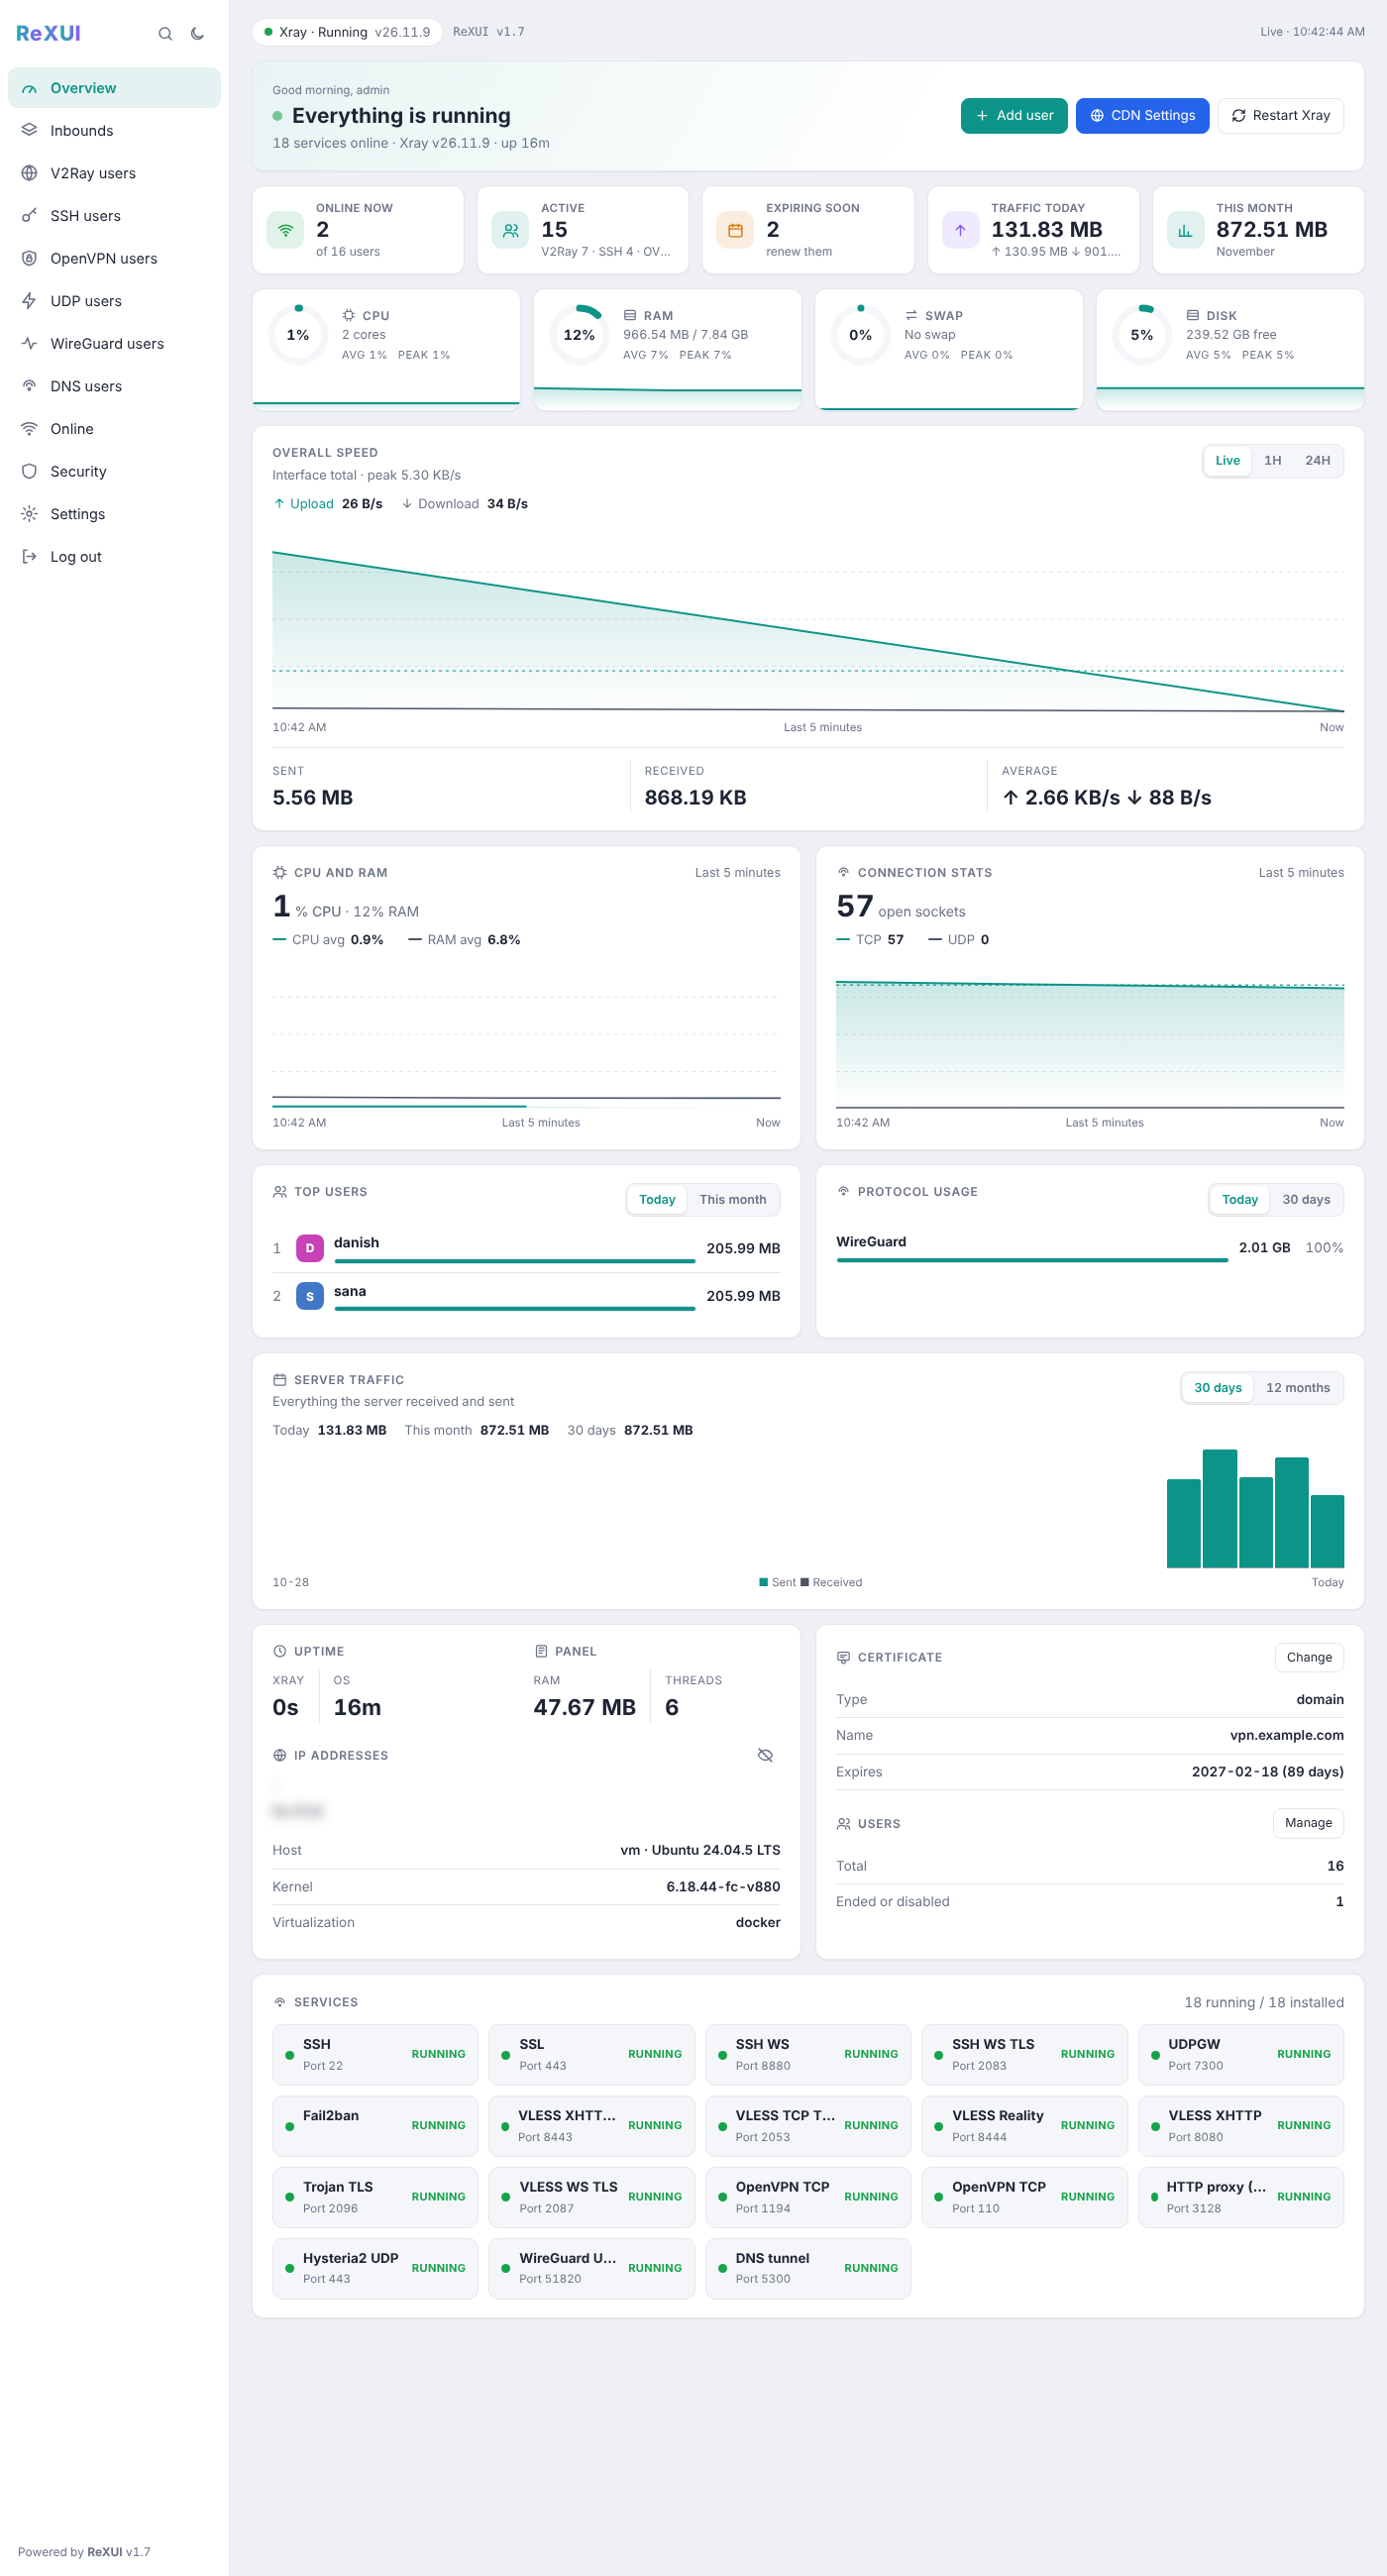 ReXUI
Overview
Inbounds
V2Ray users
SSH users
OpenVPN users
UDP users
WireGuard users
DNS users
Online
Security
Settings
Log out
Xray · Running v26.11.9 ReXUI v1.7
Live · 10:42:44 AM
Good morning, admin
Everything is running
18 services online · Xray v26.11.9 · up 16m
Add user
CDN Settings
Restart Xray
ONLINE NOW
2
of 16 users
ACTIVE
15
V2Ray 7 · SSH 4 · OV...
EXPIRING SOON
2
renew them
TRAFFIC TODAY
131.83 MB
↑ 130.95 MB ↓ 901....
THIS MONTH
872.51 MB
November
1%
CPU
2 cores
AVG 1% PEAK 1%
12%
RAM
966.54 MB / 7.84 GB
AVG 7% PEAK 7%
0%
SWAP
No swap
AVG 0% PEAK 0%
5%
DISK
239.52 GB free
AVG 5% PEAK 5%
OVERALL SPEED
Interface total · peak 5.30 KB/s
Live 1H 24H
↑ Upload 26 B/s ↓ Download 34 B/s
10:42 AM Last 5 minutes Now
SENT
5.56 MB
RECEIVED
868.19 KB
AVERAGE
↑ 2.66 KB/s ↓ 88 B/s
CPU AND RAM Last 5 minutes
1 % CPU · 12% RAM
CPU avg 0.9% RAM avg 6.8%
10:42 AM Last 5 minutes Now
CONNECTION STATS Last 5 minutes
57 open sockets
TCP 57 UDP 0
10:42 AM Last 5 minutes Now
TOP USERS Today This month
1 D danish 205.99 MB
2 S sana 205.99 MB
PROTOCOL USAGE Today 30 days
WireGuard 2.01 GB 100%
SERVER TRAFFIC
Everything the server received and sent
30 days 12 months
Today 131.83 MB This month 872.51 MB 30 days 872.51 MB
10-28 Sent Received Today
UPTIME
XRAY
0s
OS
16m
PANEL
RAM
47.67 MB
THREADS
6
IP ADDRESSES
Host vm · Ubuntu 24.04.5 LTS
Kernel 6.18.44-fc-v880
Virtualization docker
CERTIFICATE Change
Type domain
Name vpn.example.com
Expires 2027-02-18 (89 days)
USERS Manage
Total 16
Ended or disabled 1
SERVICES 18 running / 18 installed
SSH
Port 22
RUNNING
SSL
Port 443
RUNNING
SSH WS
Port 8880
RUNNING
SSH WS TLS
Port 2083
RUNNING
UDPGW
Port 7300
RUNNING
Fail2ban
RUNNING
VLESS XHTT...
Port 8443
RUNNING
VLESS TCP T...
Port 2053
RUNNING
VLESS Reality
Port 8444
RUNNING
VLESS XHTTP
Port 8080
RUNNING
Trojan TLS
Port 2096
RUNNING
VLESS WS TLS
Port 2087
RUNNING
OpenVPN TCP
Port 1194
RUNNING
OpenVPN TCP
Port 110
RUNNING
HTTP proxy (...
Port 3128
RUNNING
Hysteria2 UDP
Port 443
RUNNING
WireGuard U...
Port 51820
RUNNING
DNS tunnel
Port 5300
RUNNING
Powered by ReXUI v1.7